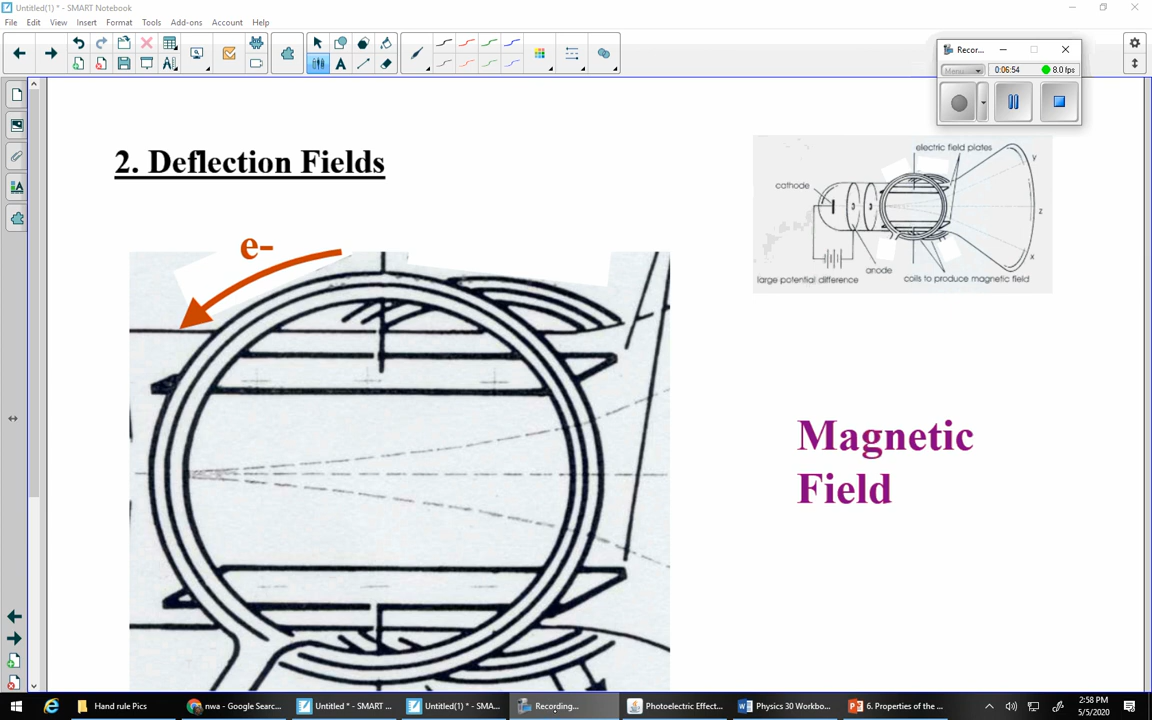 Untitled(1) * - SMART Notebook
File Edit View Insert Format Tools Add-ons Account Help
Recor...
Menu
0:06:54 8.0 fps
2. Deflection Fields
electric field plates
cathode
y
z
x
anode
large potential difference
coils to produce magnetic field
e-
Magnetic
Field
Hand rule Pics
nwa - Google Searc...
Untitled * - SMART ...
Untitled(1) * - SMA...
Recording...
Photoelectric Effect...
Physics 30 Workbo...
6. Properties of the ...
2:58 PM
5/5/2020